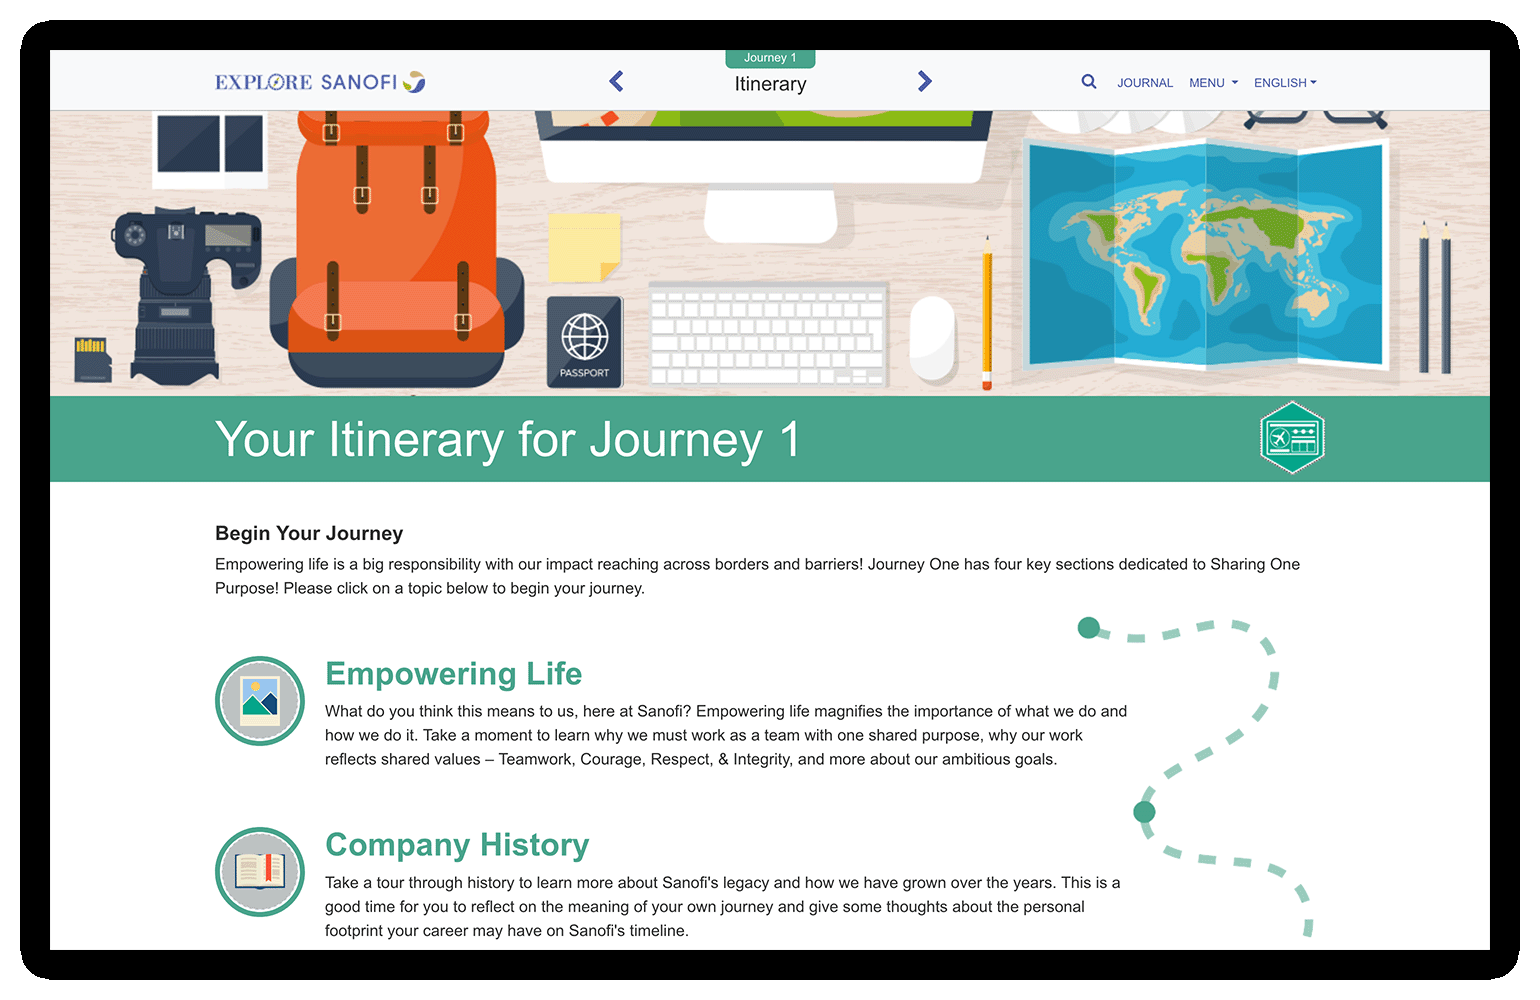 Journey 1
EXPLORE SANOFI
Itinerary
JOURNAL MENU ENGLISH
PASSPORT
Your Itinerary for Journey 1
Begin Your Journey
Empowering life is a big responsibility with our impact reaching across borders and barriers! Journey One has four key sections dedicated to Sharing One
Purpose! Please click on a topic below to begin your journey.
Empowering Life
What do you think this means to us, here at Sanofi? Empowering life magnifies the importance of what we do and
how we do it. Take a moment to learn why we must work as a team with one shared purpose, why our work
reflects shared values – Teamwork, Courage, Respect, & Integrity, and more about our ambitious goals.
Company History
Take a tour through history to learn more about Sanofi's legacy and how we have grown over the years. This is a
good time for you to reflect on the meaning of your own journey and give some thoughts about the personal
footprint your career may have on Sanofi's timeline.